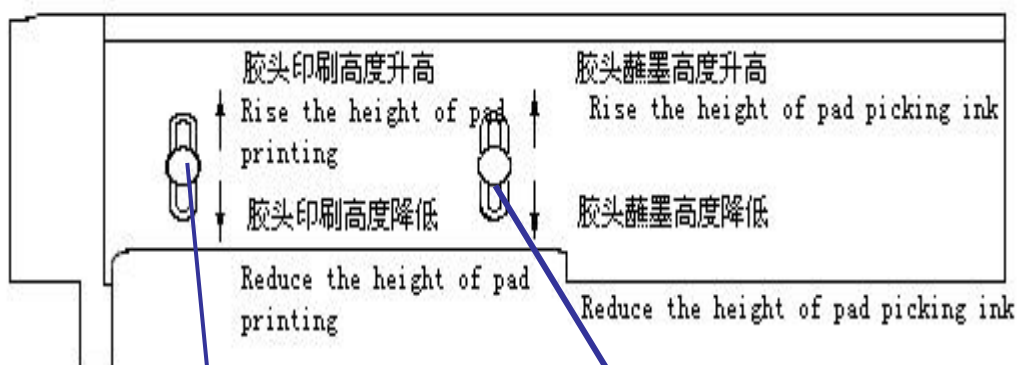 胶头印刷高度升高
Rise the height of pad
printing
胶头印刷高度降低
Reduce the height of pad
printing
胶头蘸墨高度升高
Rise the height of pad picking ink
胶头蘸墨高度降低
Reduce the height of pad picking ink